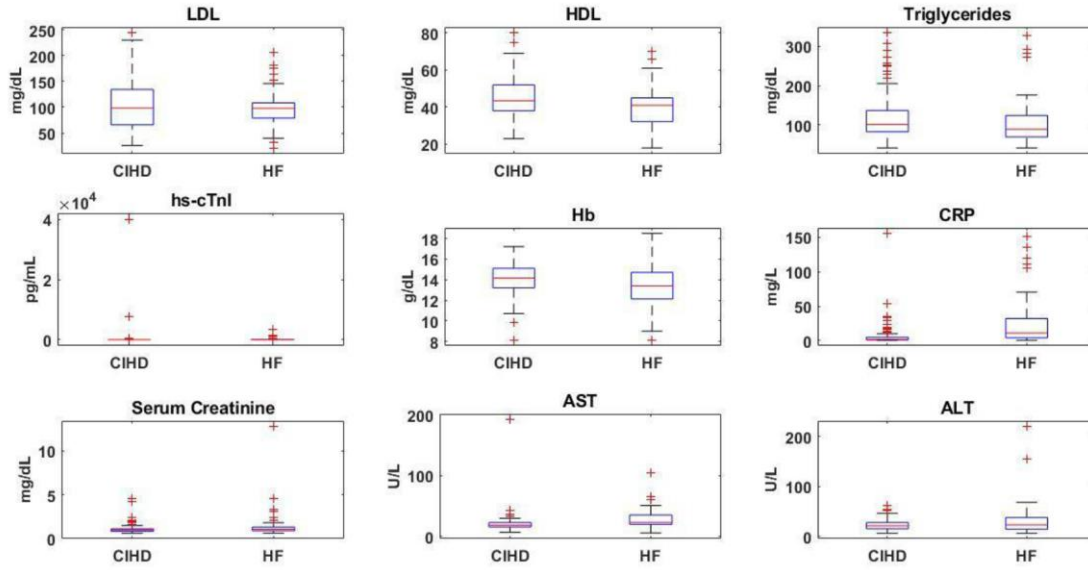 LDL
250
200
150
100
50
mg/dL
CIHD
HF
HDL
80
60
40
20
mg/dL
CIHD
HF
Triglycerides
300
200
100
mg/dL
CIHD
HF
hs-cTnI
×10⁴
4
2
0
pg/mL
CIHD
HF
Hb
18
16
14
12
10
8
g/dL
CIHD
HF
CRP
150
100
50
0
mg/L
CIHD
HF
Serum Creatinine
10
5
0
mg/dL
CIHD
HF
AST
200
100
0
U/L
CIHD
HF
ALT
200
100
0
U/L
CIHD
HF